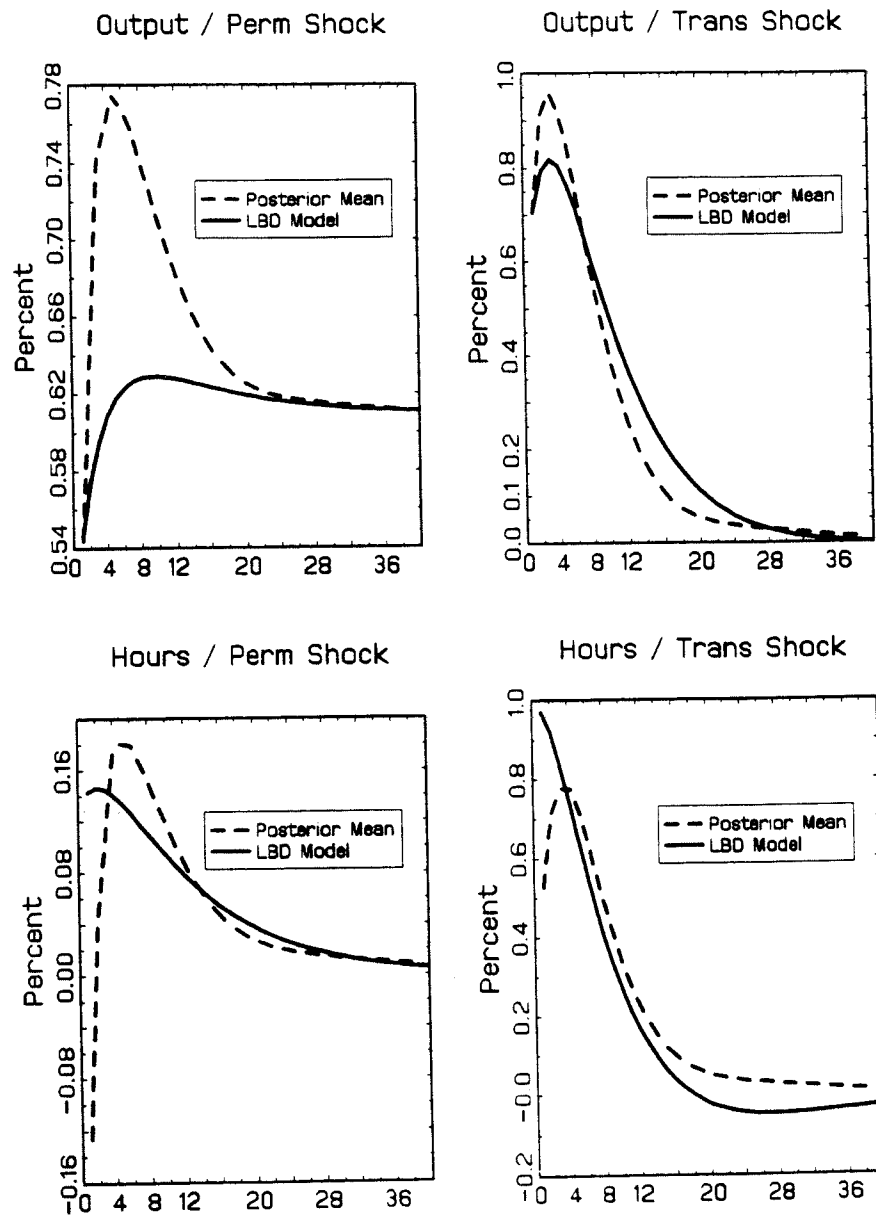 Output / Perm Shock
Output / Trans Shock
Percent
0.78
0.74
0.70
0.66
0.62
0.58
0.54
Posterior Mean
LBD Model
0 4 8 12 20 28 36
Percent
1.0
0.8
0.6
0.4
0.2
0.1
0.0
Posterior Mean
LBD Model
0 4 8 12 20 28 36
Hours / Perm Shock
Hours / Trans Shock
Percent
0.16
0.08
0.00
-0.08
-0.16
Posterior Mean
LBD Model
0 4 8 12 20 28 36
Percent
1.0
0.8
0.6
0.4
0.2
-0.0
-0.2
Posterior Mean
LBD Model
0 4 8 12 20 28 36